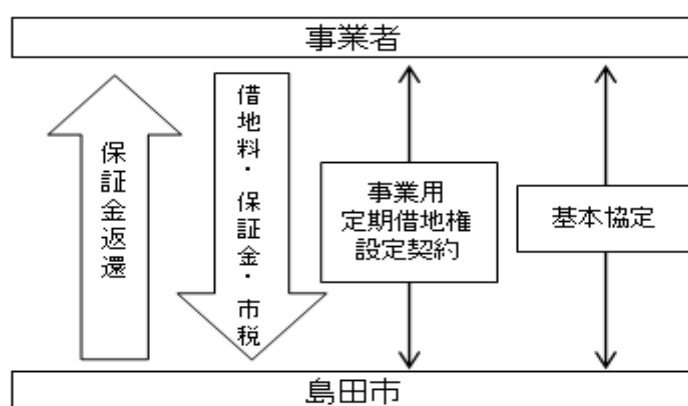 事業者
保証金返還
借地料・保証金・市税
事業用
定期借地権
設定契約
基本協定
島田市